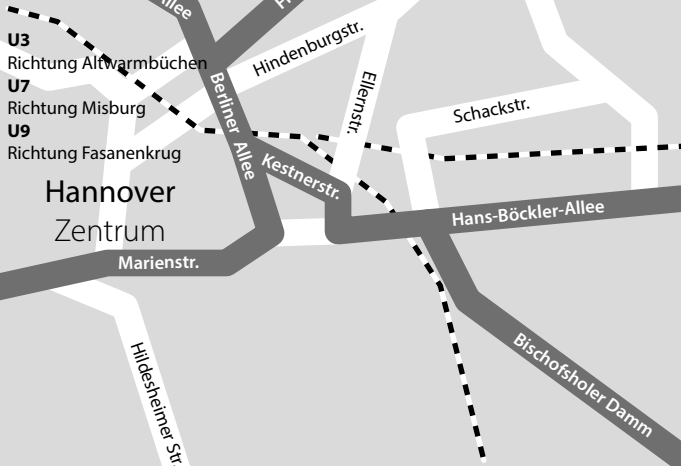 llee
U3
Richtung Altwarmbüchen
U7
Richtung Misburg
U9
Richtung Fasanenkrug
Hannover
Zentrum
Hindenburgstr.
Ellernstr.
Schackstr.
Berliner Allee
Kestnerstr.
Hans-Böckler-Allee
Marienstr.
Bischofsholer Damm
Hildesheimer Str.